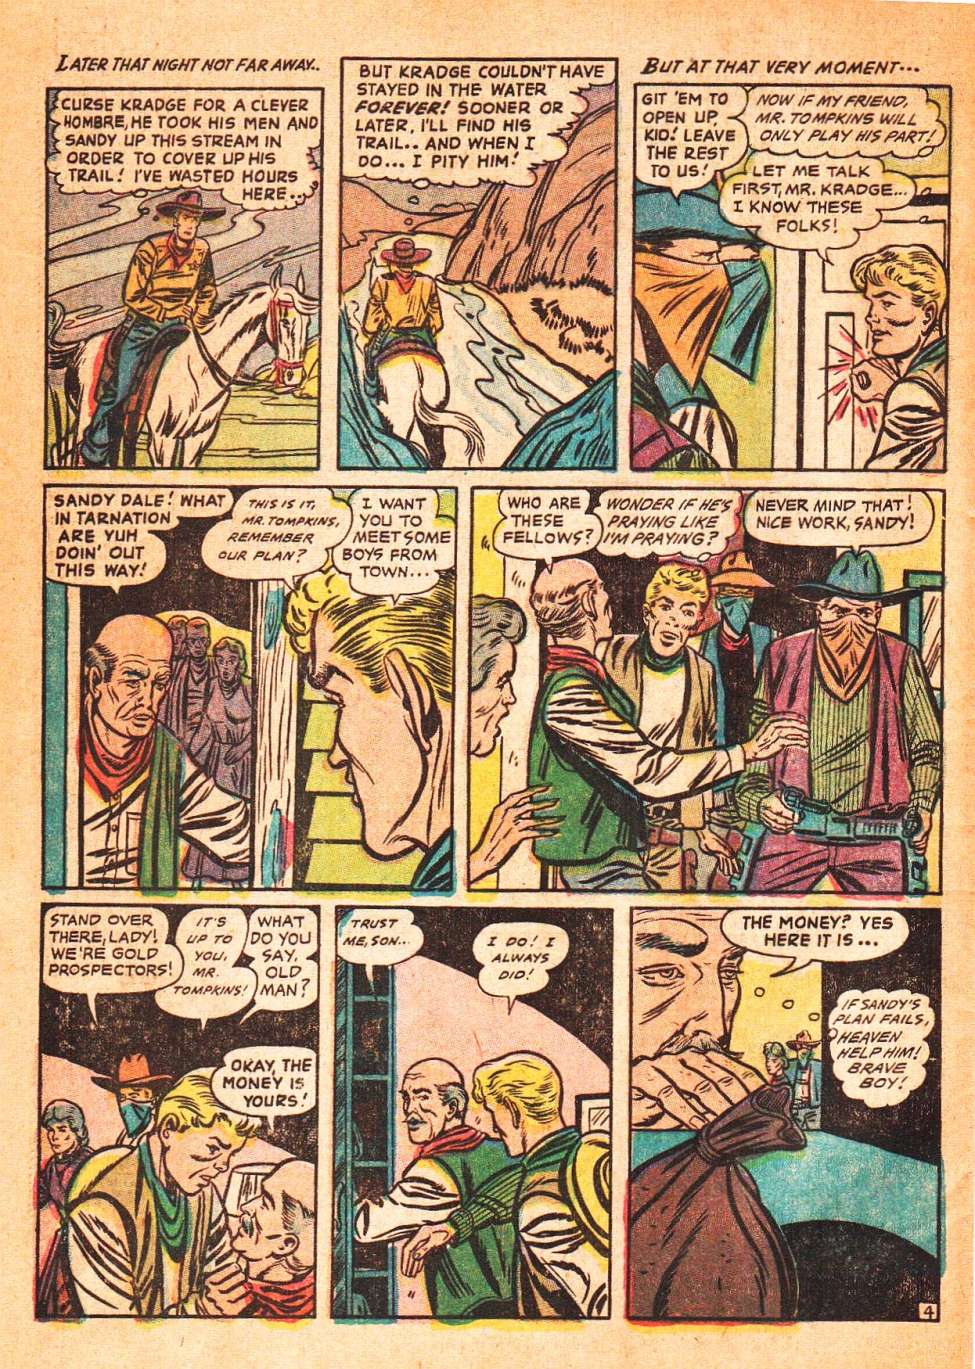 LATER THAT NIGHT NOT FAR AWAY..
CURSE KRADGE FOR A CLEVER
HOMBRE, HE TOOK HIS MEN AND
SANDY UP THIS STREAM IN
ORDER TO COVER UP HIS
TRAIL! I'VE WASTED HOURS
HERE...
BUT KRADGE COULDN'T HAVE
STAYED IN THE WATER
FOREVER! SOONER OR
LATER, I'LL FIND HIS
TRAIL.. AND WHEN I
DO... I PITY HIM!
BUT AT THAT VERY MOMENT...
GIT 'EM TO
OPEN UP,
KID! LEAVE
THE REST
TO US!
NOW IF MY FRIEND,
MR. TOMPKINS WILL
ONLY PLAY HIS PART!
LET ME TALK
FIRST, MR. KRADGE...
I KNOW THESE
FOLKS!
SANDY DALE! WHAT
IN TARNATION
ARE YUH
DOIN' OUT
THIS WAY!
THIS IS IT,
MR. TOMPKINS,
REMEMBER
OUR PLAN?
I WANT
YOU TO
MEET SOME
BOYS FROM
TOWN...
WHO ARE
THESE
FELLOWS?
WONDER IF HE'S
PRAYING LIKE
I'M PRAYING?
NEVER MIND THAT!
NICE WORK, SANDY!
STAND OVER
THERE, LADY!
WE'RE GOLD
PROSPECTORS!
IT'S
UP TO
YOU,
MR.
TOMPKINS!
WHAT
DO YOU
SAY,
OLD
MAN?
OKAY, THE
MONEY IS
YOURS!
TRUST
ME, SON...
I DO! I
ALWAYS
DID!
THE MONEY? YES
HERE IT IS...
IF SANDY'S
PLAN FAILS,
HEAVEN
HELP HIM!
BRAVE
BOY!
4